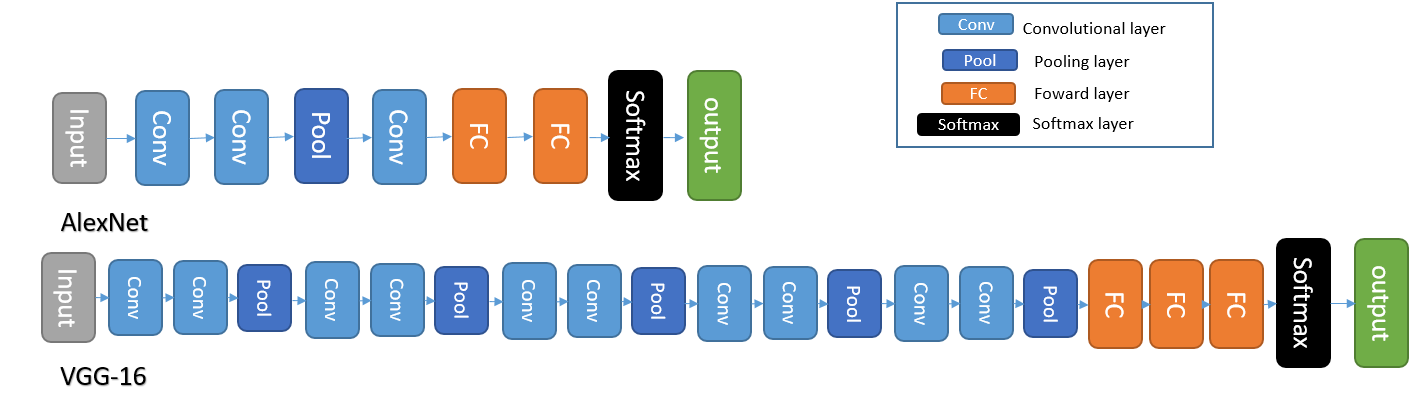 Conv Convolutional layer
Pool Pooling layer
FC Foward layer
Softmax Softmax layer
Input Conv Conv Pool Conv FC FC Softmax output
AlexNet
Input Conv Conv Pool Conv Conv Pool Conv Conv Pool Conv Conv Pool Conv Conv Pool FC FC FC Softmax output
VGG-16